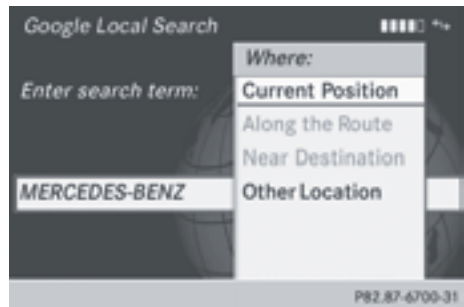 Google Local Search
Where:
Enter search term:
Current Position
Along the Route
Near Destination
MERCEDES-BENZ
Other Location
P82.87-6700-31